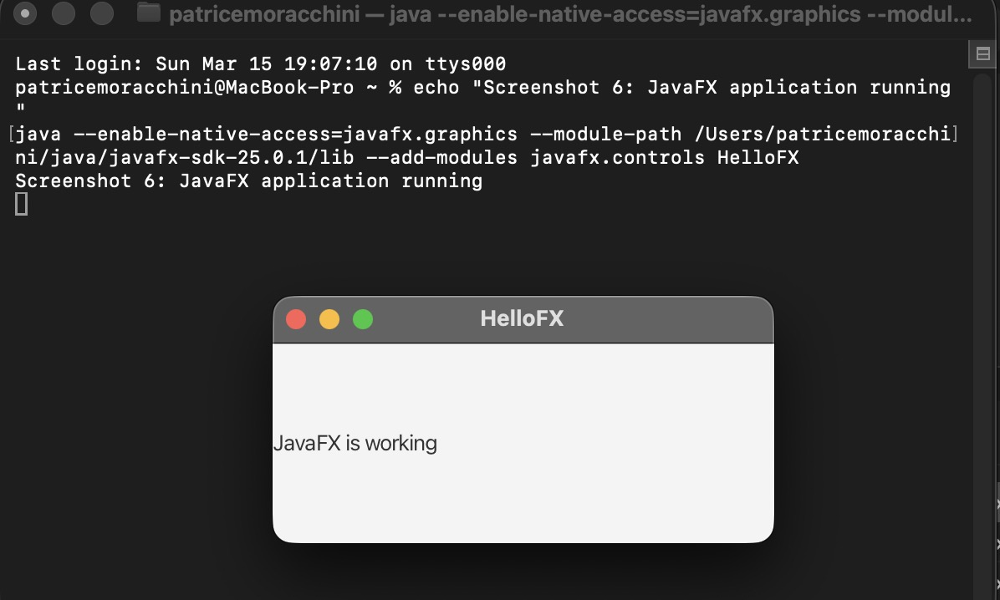 patricemoracchini — java --enable-native-access=javafx.graphics --modul...
Last login: Sun Mar 15 19:07:10 on ttys000
patricemoracchini@MacBook-Pro ~ % echo "Screenshot 6: JavaFX application running
"
[java --enable-native-access=javafx.graphics --module-path /Users/patricemoracchi]
ni/java/javafx-sdk-25.0.1/lib --add-modules javafx.controls HelloFX
Screenshot 6: JavaFX application running
HelloFX
JavaFX is working